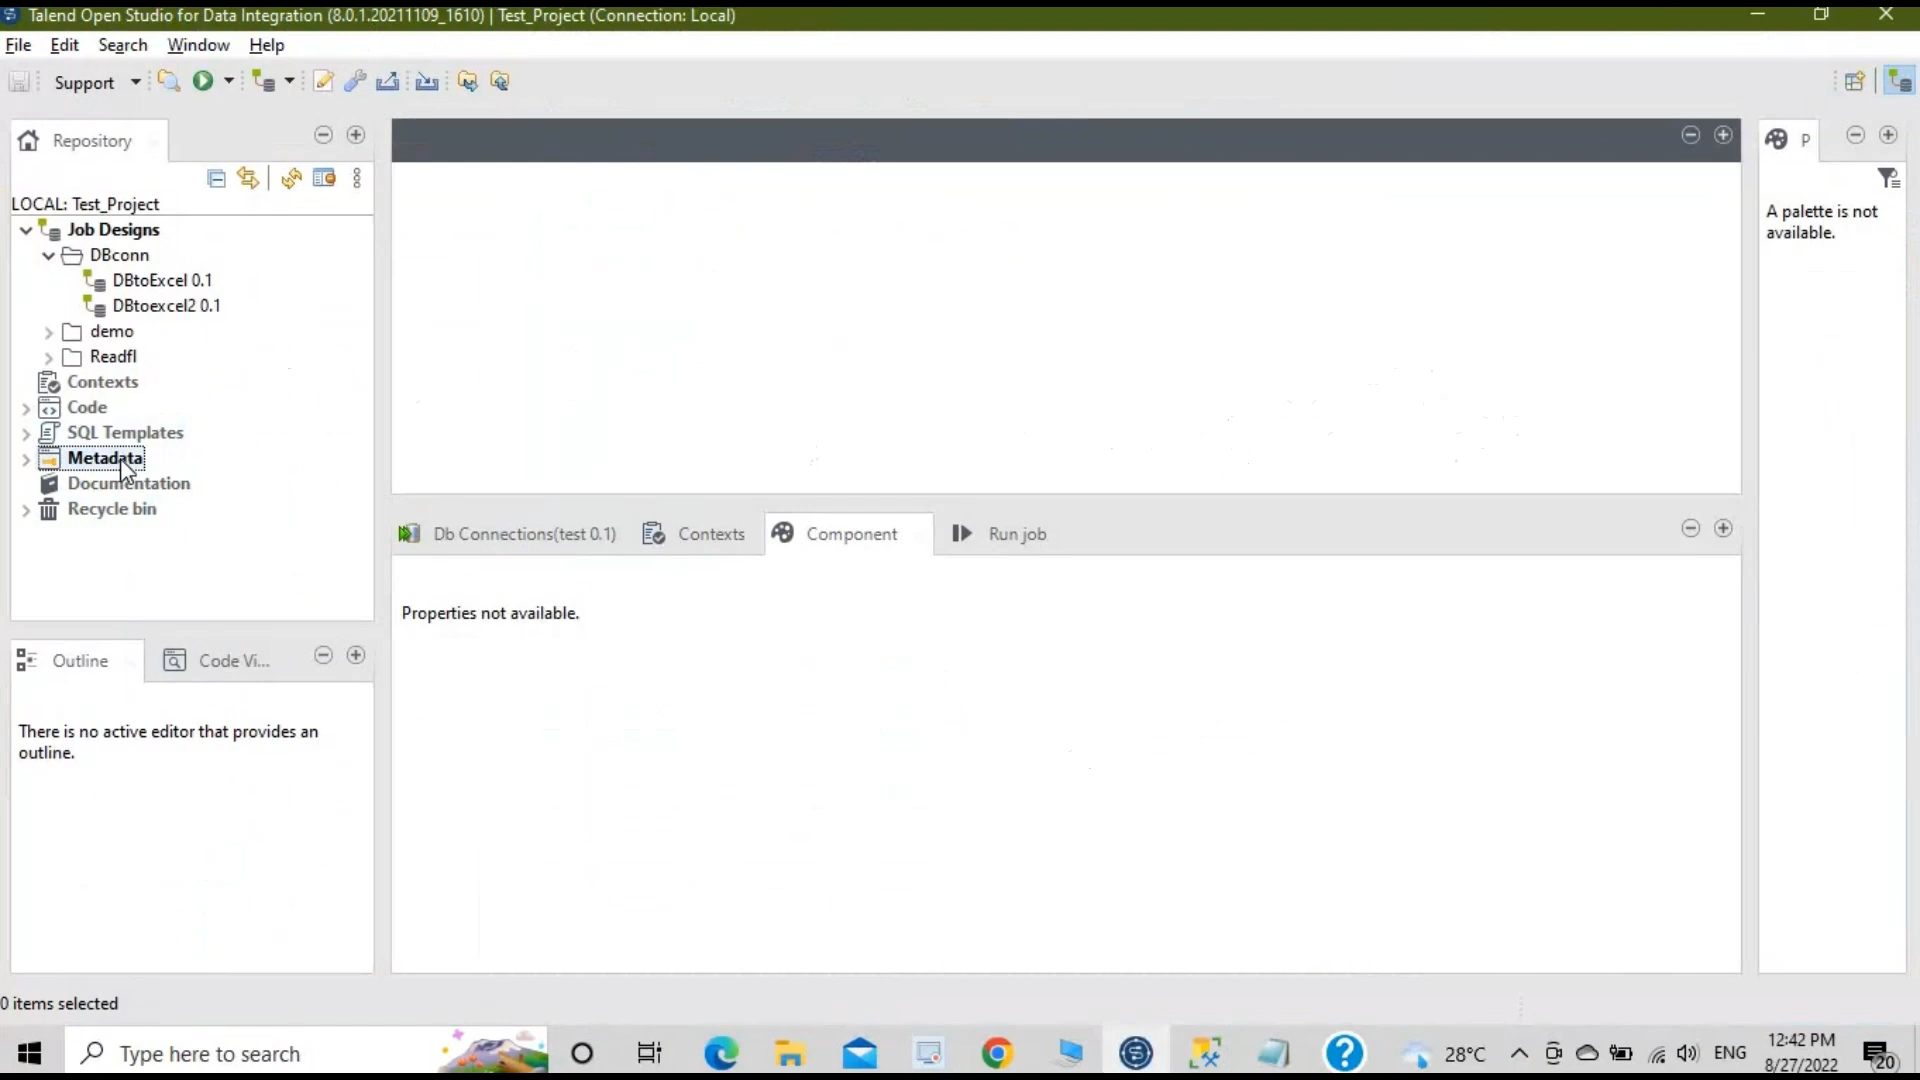 Talend Open Studio for Data Integration (8.0.1.20211109_1610) | Test_Project (Connection: Local)
File Edit Search Window Help
Support
Repository
LOCAL: Test_Project
Job Designs
DBconn
DBtoExcel 0.1
DBtoexcel2 0.1
demo
Readfl
Contexts
Code
SQL Templates
Metadata
Documentation
Recycle bin
P
A palette is not
available.
Db Connections(test 0.1) Contexts Component Run job
Properties not available.
Outline Code Vi...
There is no active editor that provides an
outline.
0 items selected
Type here to search
28°C ENG
12:42 PM
8/27/2022
20